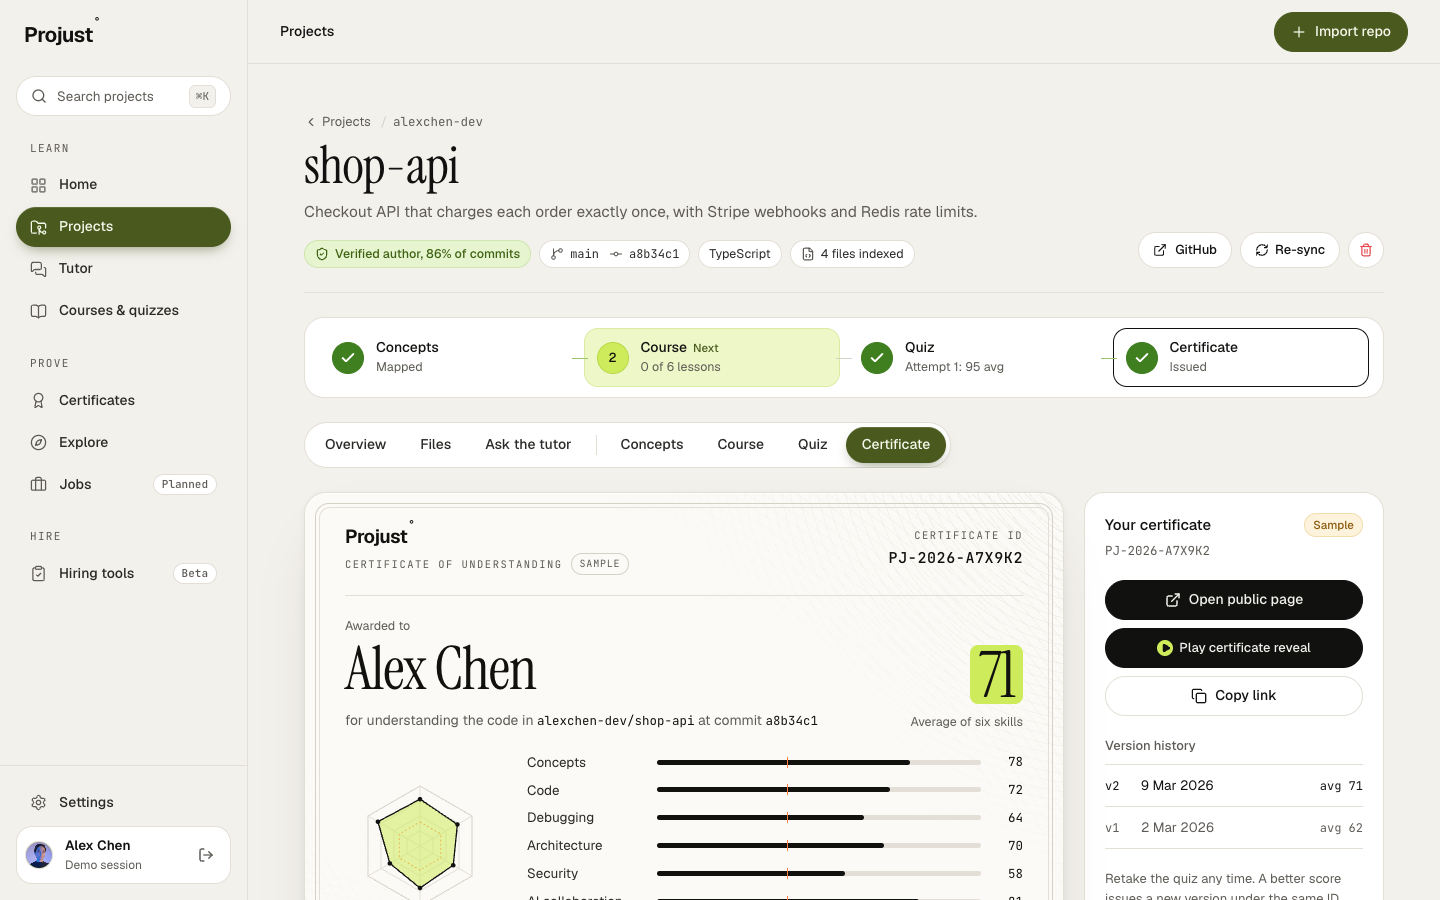 Projust°
Search projects
⌘K
LEARN
Home
Projects
Tutor
Courses & quizzes
PROVE
Certificates
Explore
Jobs
Planned
HIRE
Hiring tools
Beta
Settings
Alex Chen
Demo session
Projects
+ Import repo
Projects / alexchen-dev
shop-api
Checkout API that charges each order exactly once, with Stripe webhooks and Redis rate limits.
Verified author, 86% of commits
main a8b34c1
TypeScript
4 files indexed
GitHub
Re-sync
Concepts
Mapped
2
Course Next
0 of 6 lessons
Quiz
Attempt 1: 95 avg
Certificate
Issued
Overview
Files
Ask the tutor
Concepts
Course
Quiz
Certificate
Projust°
CERTIFICATE OF UNDERSTANDING
SAMPLE
CERTIFICATE ID
PJ-2026-A7X9K2
Awarded to
Alex Chen
71
for understanding the code in alexchen-dev/shop-api at commit a8b34c1
Average of six skills
Concepts 78
Code 72
Debugging 64
Architecture 70
Security 58
Your certificate
Sample
PJ-2026-A7X9K2
Open public page
Play certificate reveal
Copy link
Version history
v2 9 Mar 2026 avg 71
v1 2 Mar 2026 avg 62
Retake the quiz any time. A better score
issues a new version under the same ID.